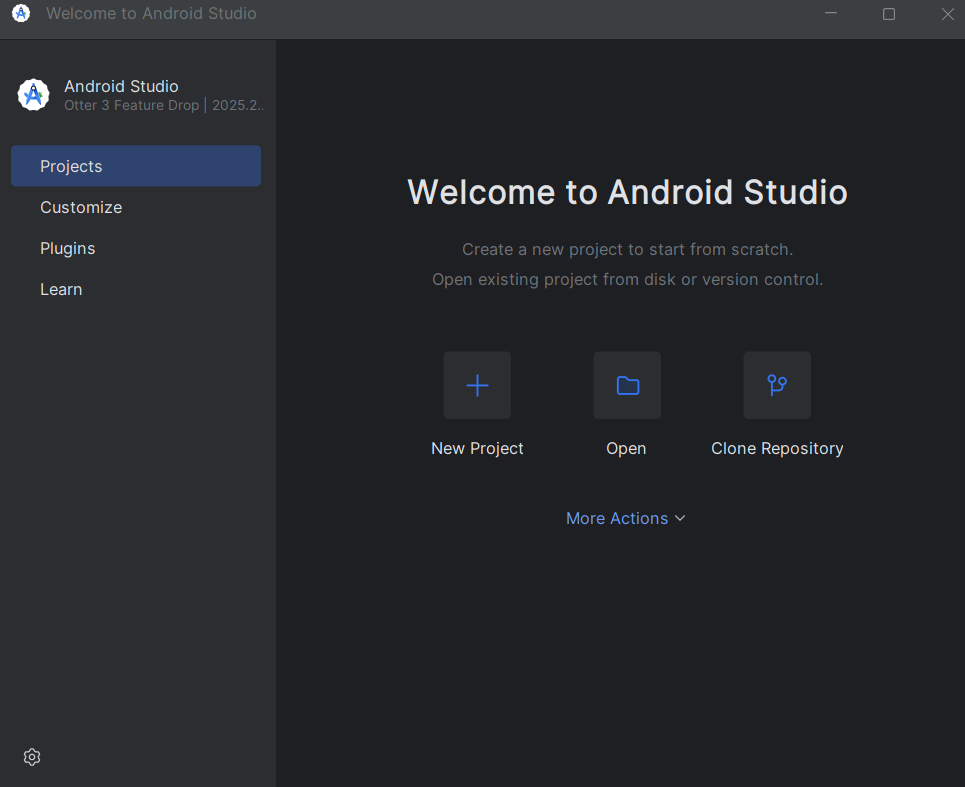 Welcome to Android Studio
Android Studio
Otter 3 Feature Drop | 2025.2..
Projects
Customize
Plugins
Learn
Welcome to Android Studio
Create a new project to start from scratch.
Open existing project from disk or version control.
New Project
Open
Clone Repository
More Actions